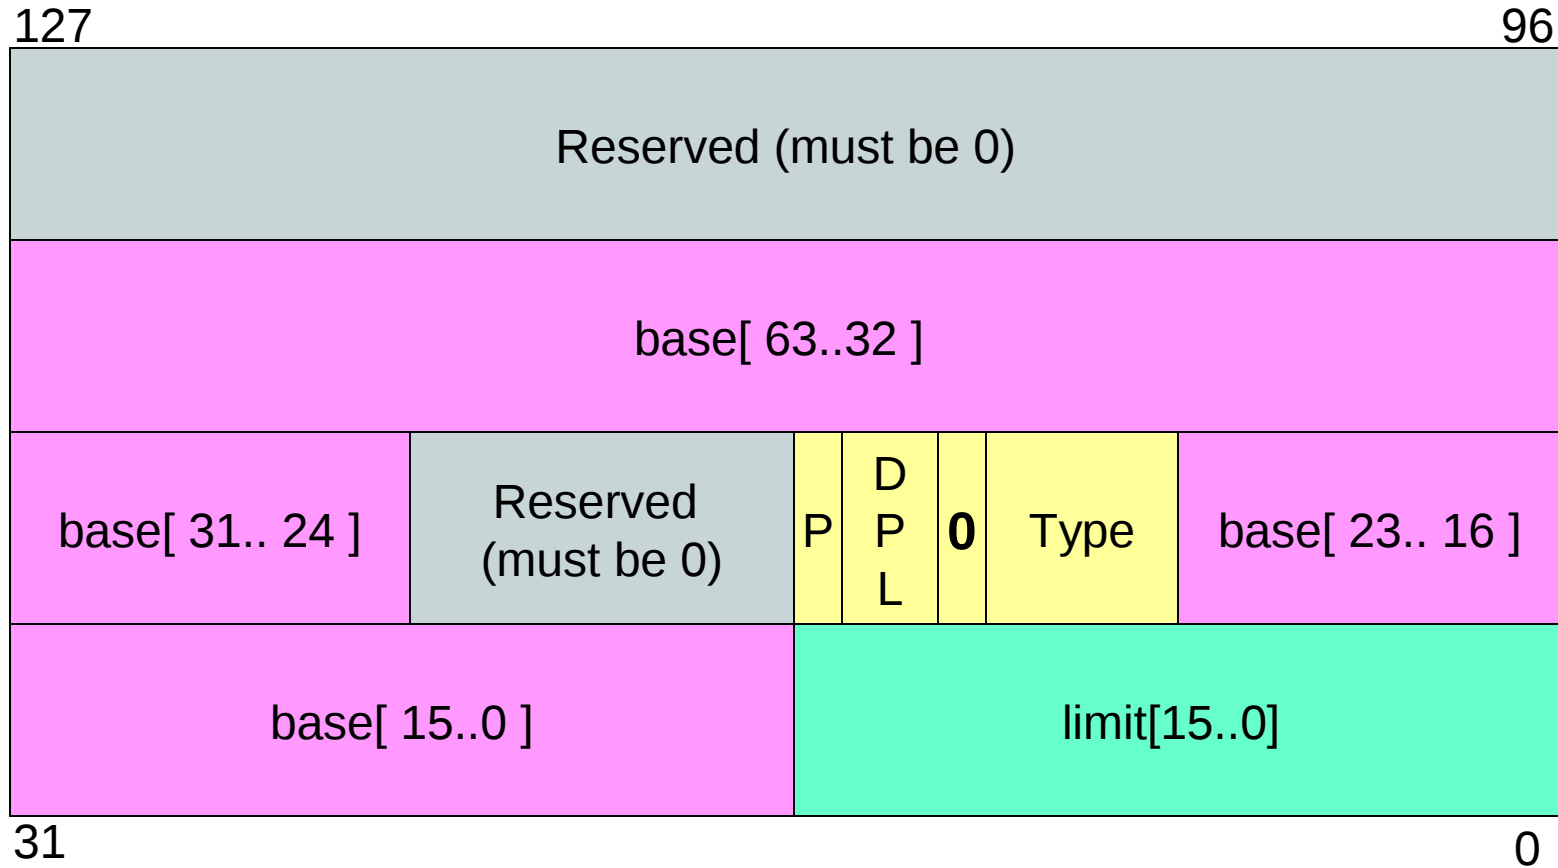 127 96
Reserved (must be 0)
base[ 63..32 ]
base[ 31.. 24 ]
Reserved
(must be 0)
P
D
P
L
0
Type
base[ 23.. 16 ]
base[ 15..0 ]
limit[15..0]
31 0